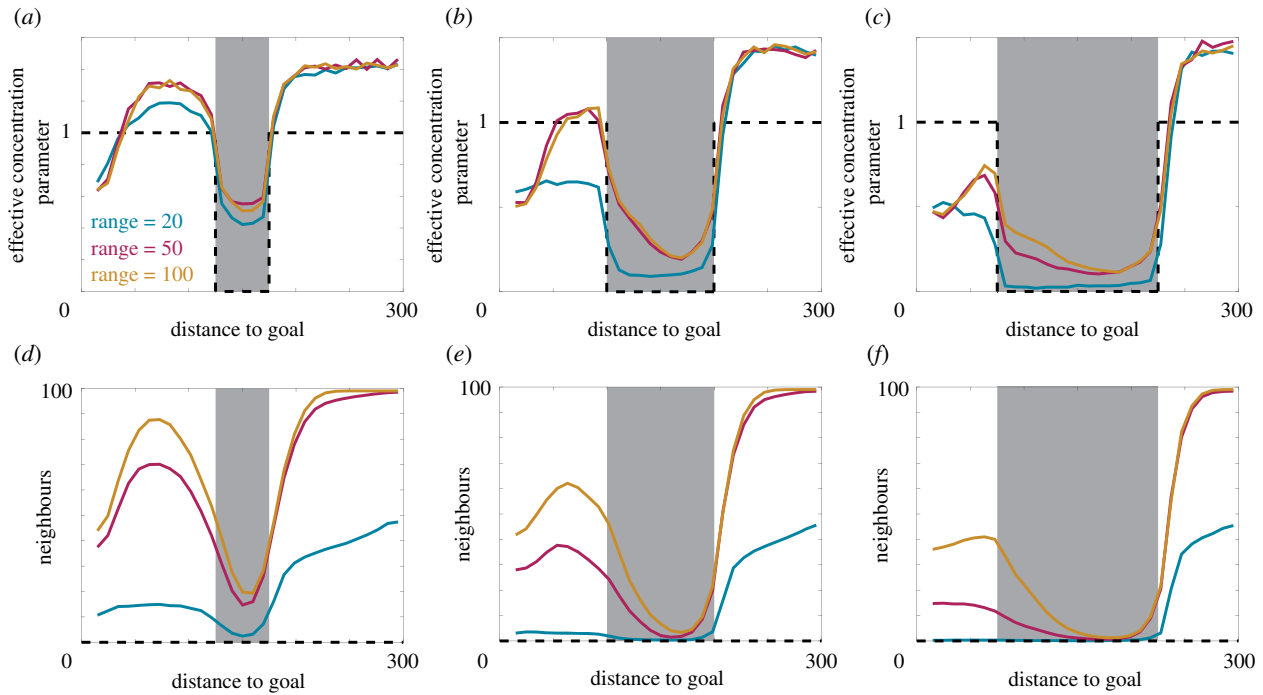 (a)
effective concentration
parameter
1
range = 20
range = 50
range = 100
0
300
distance to goal
(b)
effective concentration
parameter
1
0
300
distance to goal
(c)
effective concentration
parameter
1
0
300
distance to goal
(d)
neighbours
100
0
300
distance to goal
(e)
neighbours
100
0
300
distance to goal
(f)
neighbours
100
0
300
distance to goal